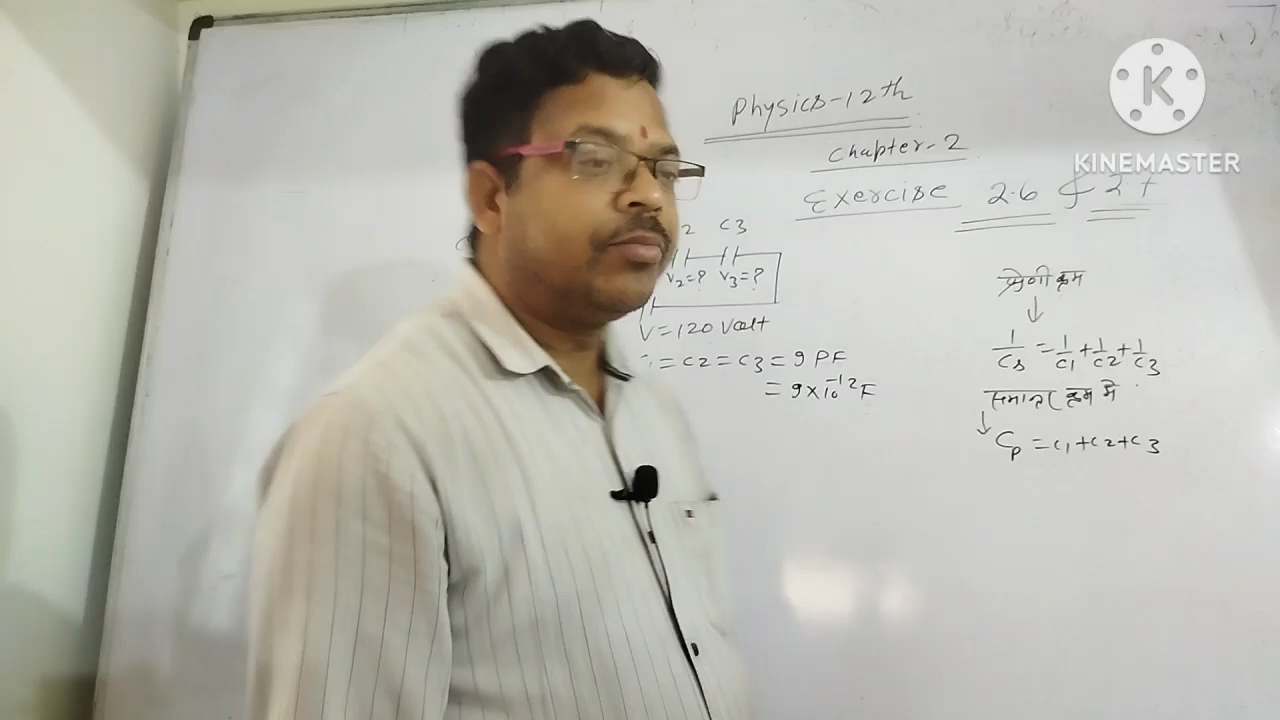 Physics-12th
Chapter-2
Exercise 2.6 & 2.7
K
KINEMASTER
2 C3
V2=? V3=?
V=120 Volt
= C2 = C3 = 9 PF
= 9×10⁻¹²F
श्रेणी क्रम
↓
1/Cs = 1/C1 + 1/C2 + 1/C3
समान्तर क्रम में
↓
Cp = C1+C2+C3